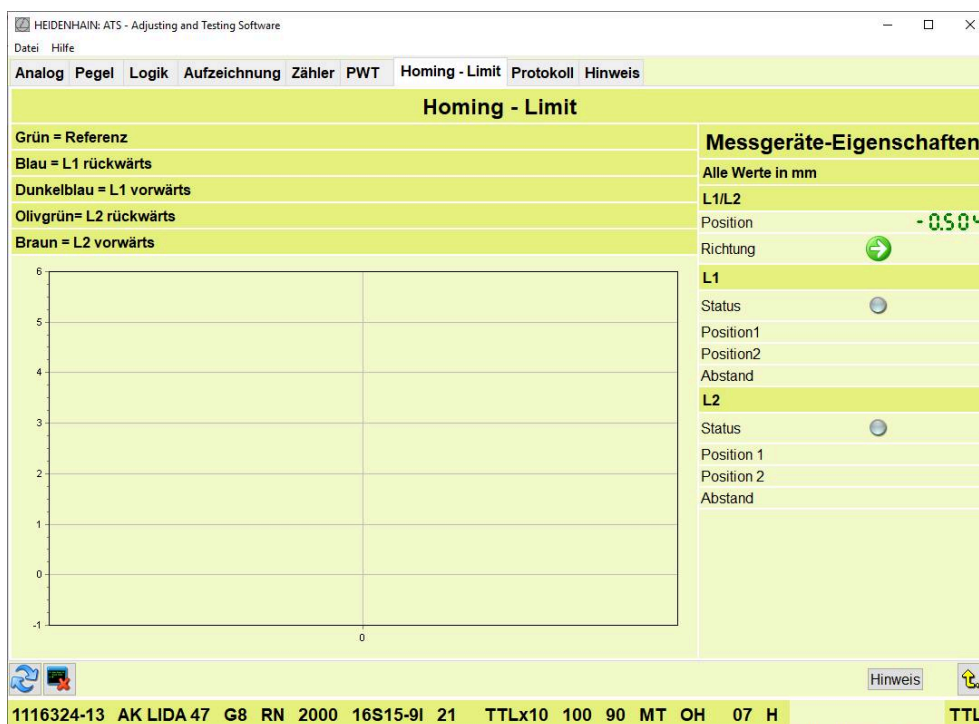 HEIDENHAIN: ATS - Adjusting and Testing Software
Datei Hilfe
Analog Pegel Logik Aufzeichnung Zähler PWT Homing - Limit Protokoll Hinweis
Homing - Limit
Grün = Referenz
Blau = L1 rückwärts
Dunkelblau = L1 vorwärts
Olivgrün= L2 rückwärts
Braun = L2 vorwärts
6
5
4
3
2
1
0
-1
0
Messgeräte-Eigenschaften
Alle Werte in mm
L1/L2
Position
Richtung
L1
Status
Position1
Position2
Abstand
L2
Status
Position 1
Position 2
Abstand
Hinweis
1116324-13 AK LIDA 47 G8 RN 2000 16S15-9I 21 TTLx10 100 90 MT OH 07 H TTL